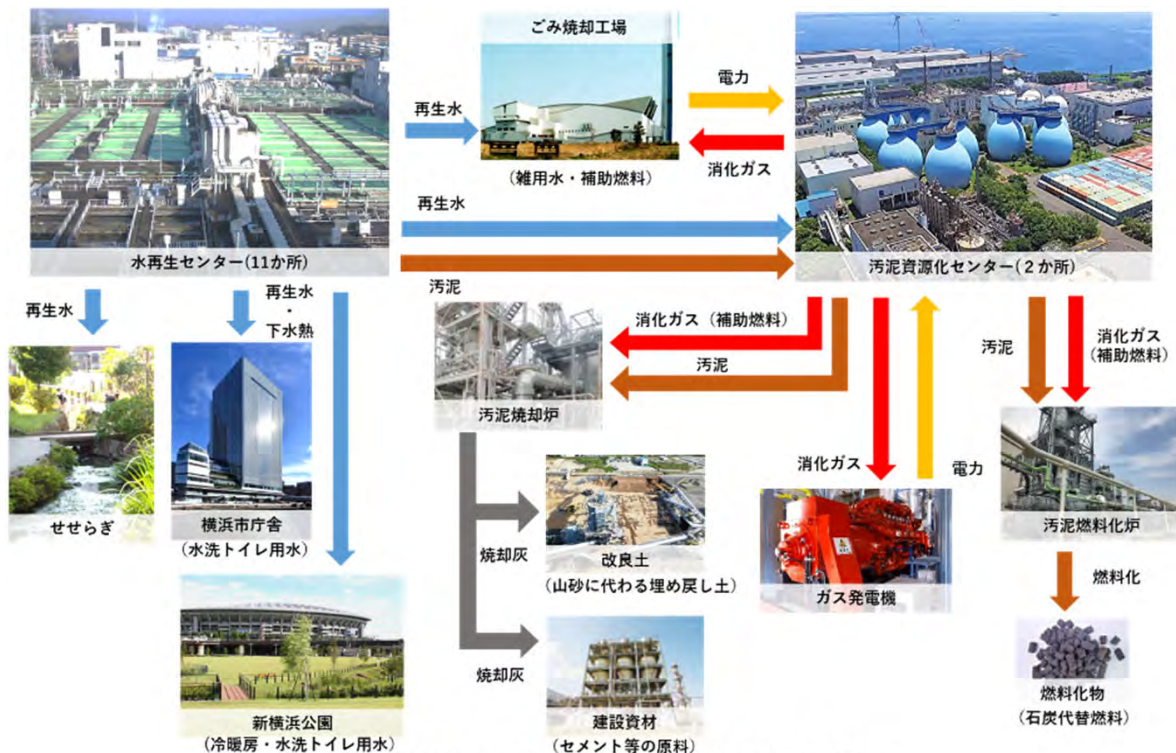 ごみ焼却工場
再生水
電力
消化ガス
(雑用水・補助燃料)
再生水
水再生センター(11か所)
汚泥資源化センター(2か所)
汚泥
再生水
再生水
・
下水熱
消化ガス(補助燃料)
汚泥
汚泥焼却炉
汚泥
消化ガス
(補助燃料)
消化ガス
電力
せせらぎ
横浜市庁舎
(水洗トイレ用水)
焼却灰
改良土
(山砂に代わる埋め戻し土)
ガス発電機
汚泥燃料化炉
燃料化
焼却灰
新横浜公園
(冷暖房・水洗トイレ用水)
建設資材
(セメント等の原料)
燃料化物
(石炭代替燃料)